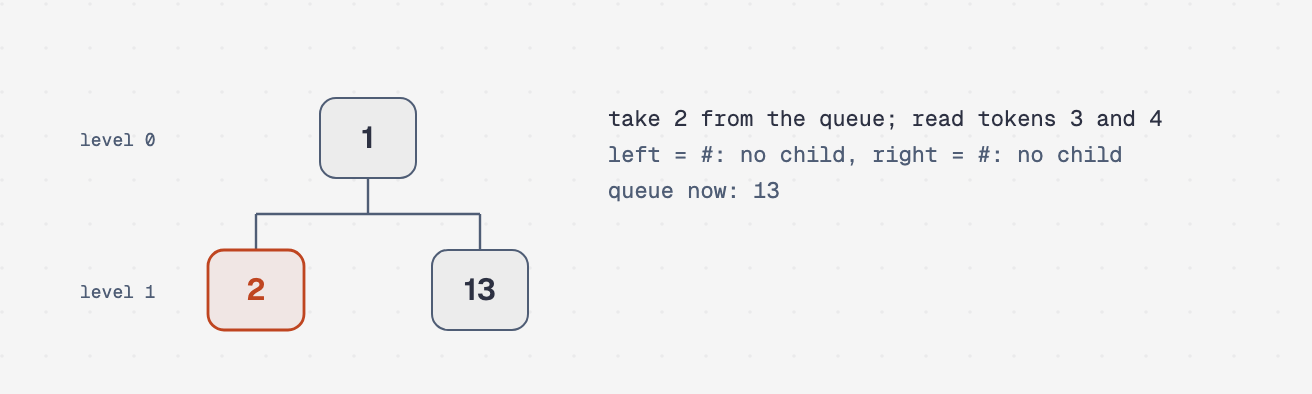 level 0
1
take 2 from the queue; read tokens 3 and 4
left = #: no child, right = #: no child
queue now: 13
level 1
2
13